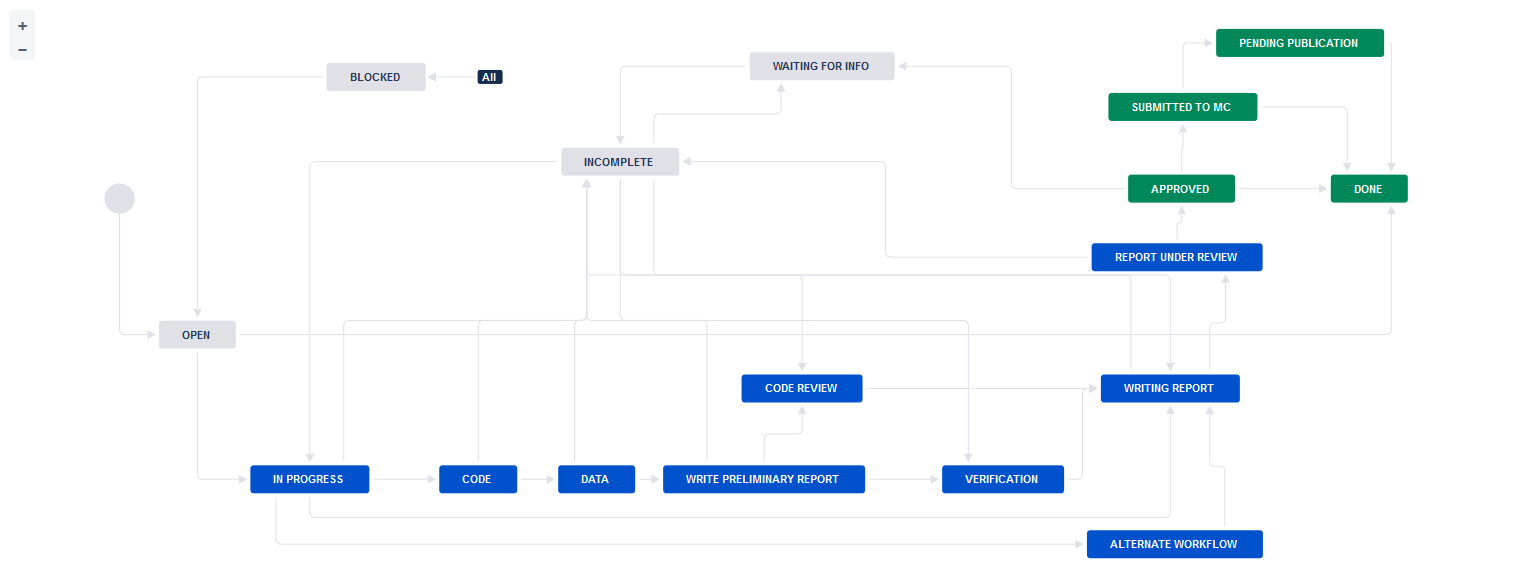 +
−
PENDING PUBLICATION
BLOCKED
All
WAITING FOR INFO
SUBMITTED TO MC
INCOMPLETE
APPROVED
DONE
REPORT UNDER REVIEW
OPEN
CODE REVIEW
WRITING REPORT
IN PROGRESS
CODE
DATA
WRITE PRELIMINARY REPORT
VERIFICATION
ALTERNATE WORKFLOW